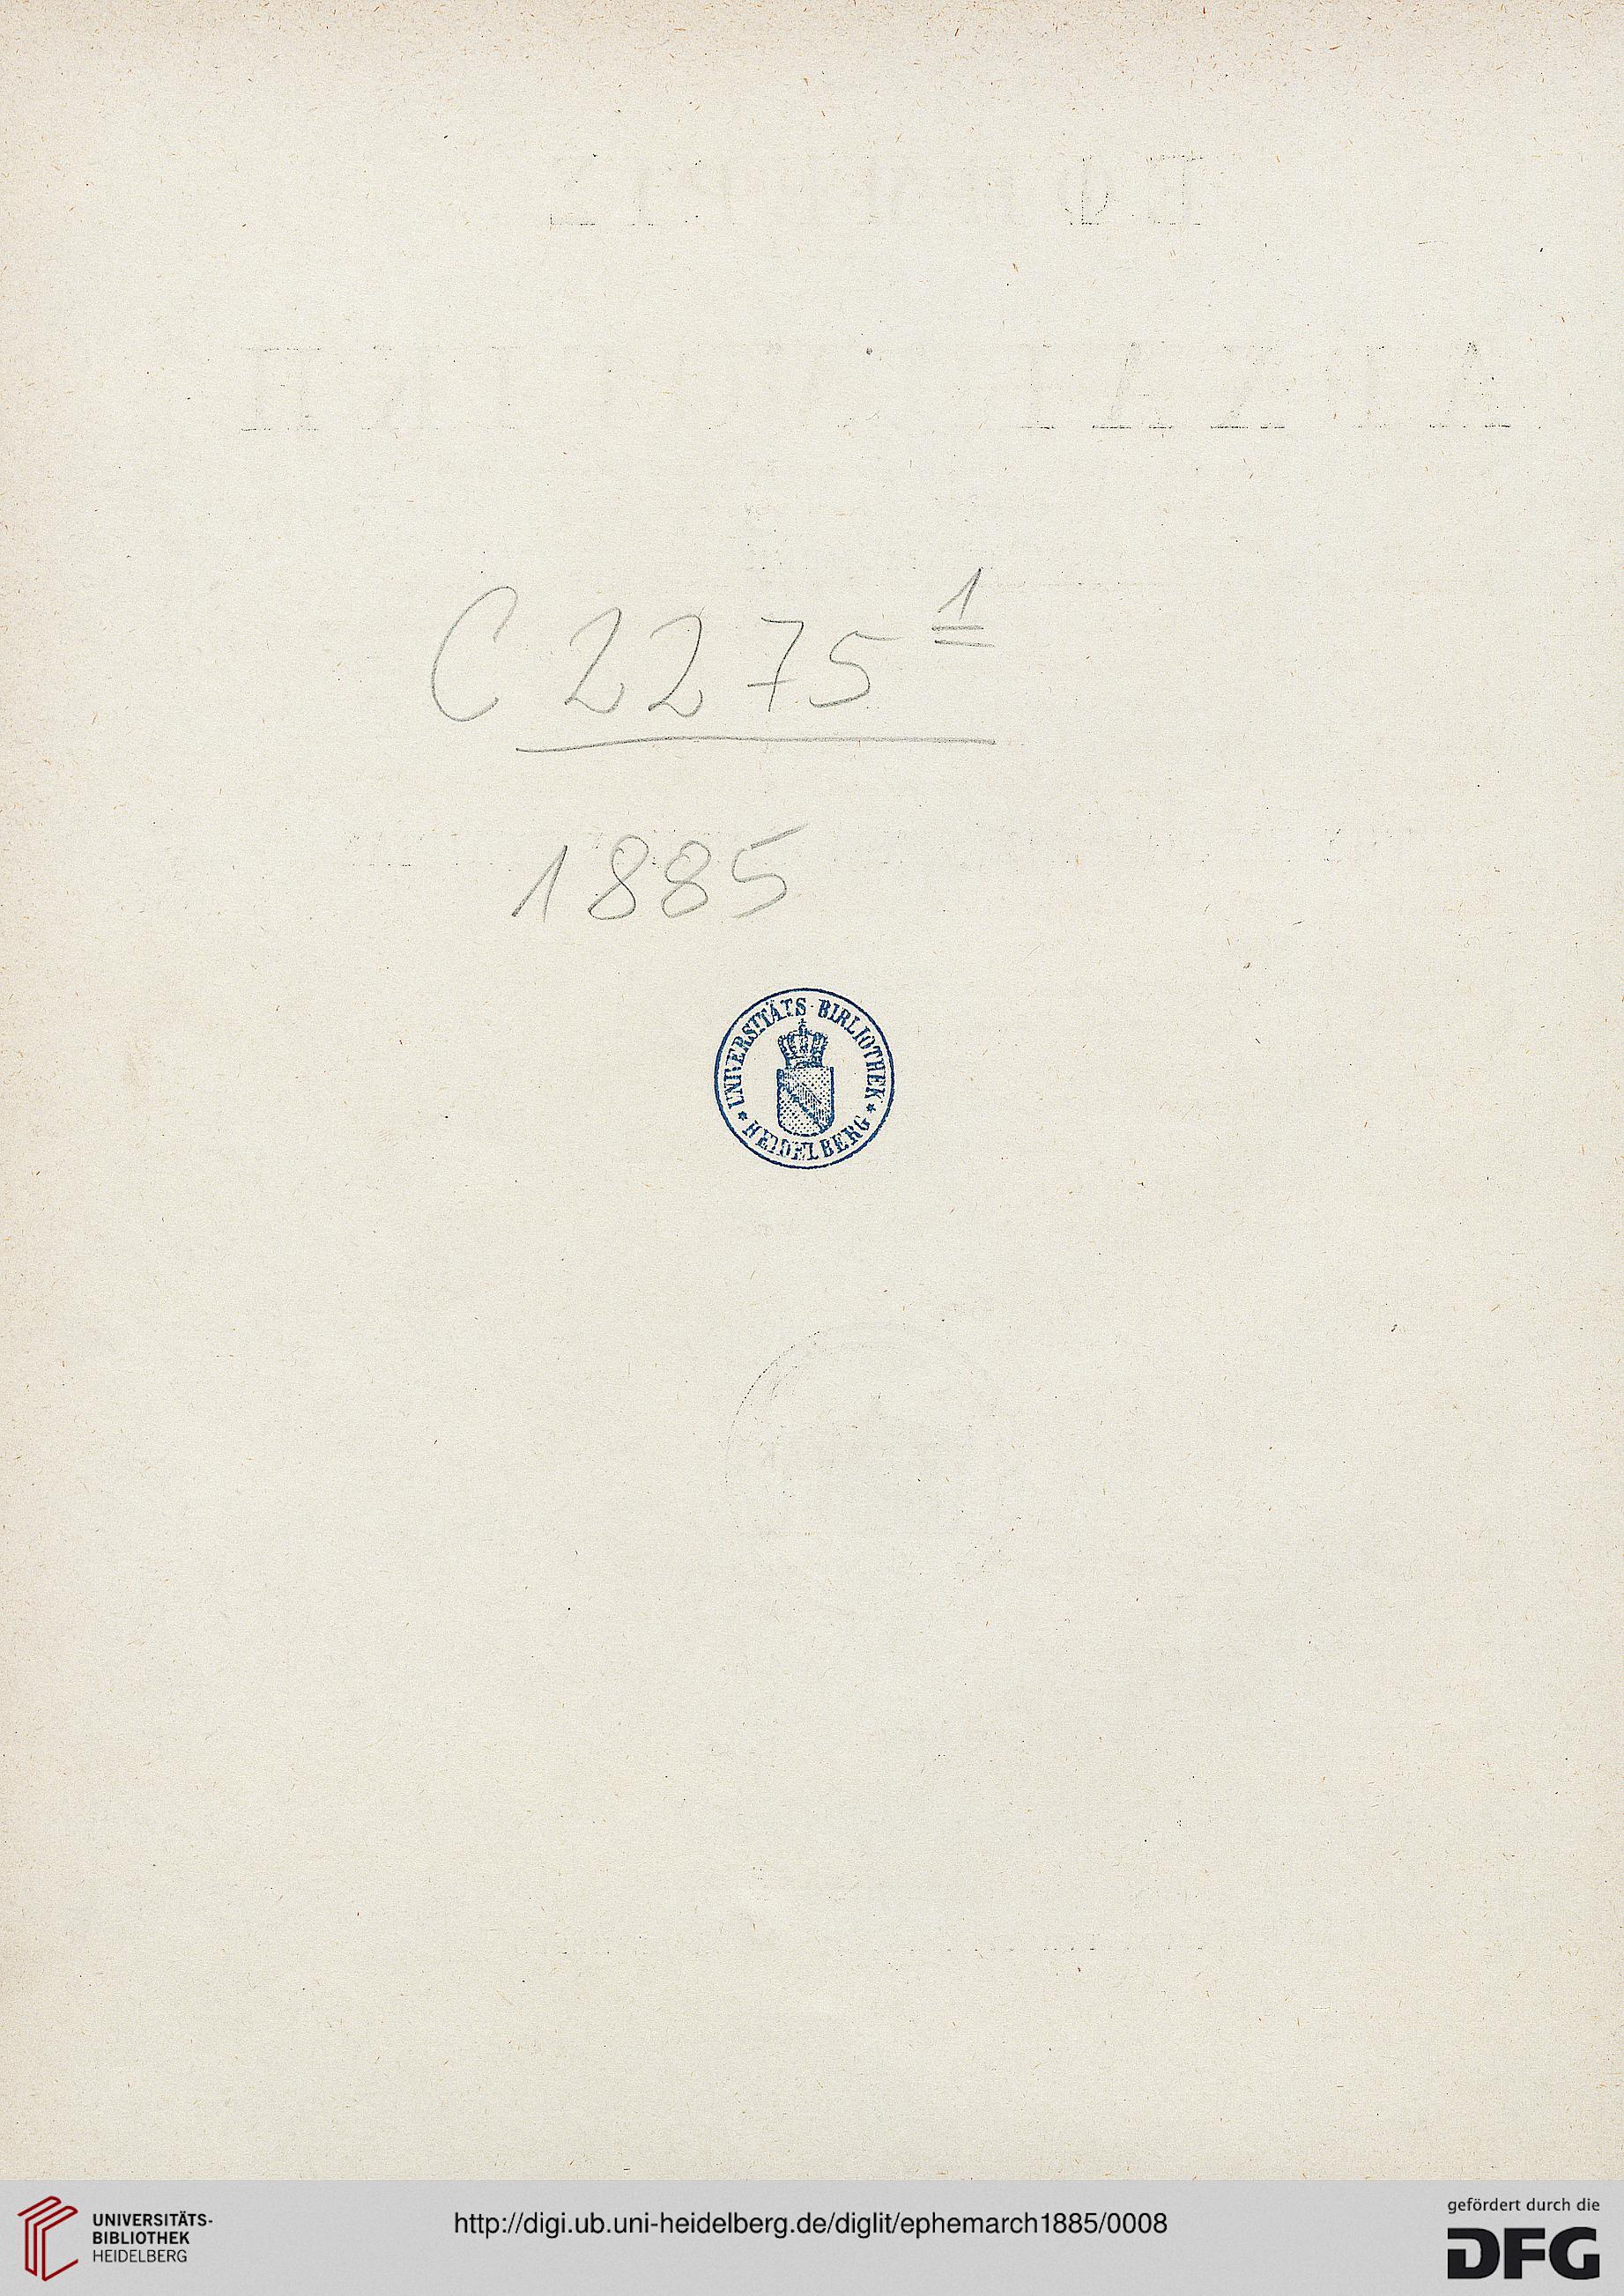 C 2275 1
1885
UNIVERSITÄTS-BIBLIOTHEK
* HEIDELBERG *
UNIVERSITÄTS-
BIBLIOTHEK
HEIDELBERG
http://digi.ub.uni-heidelberg.de/diglit/ephemarch1885/0008
gefördert durch die
DFG